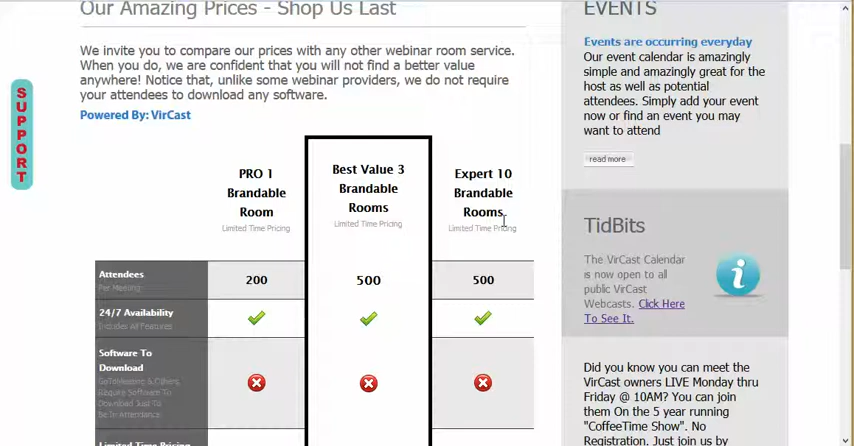 Our Amazing Prices - Shop Us Last
We invite you to compare our prices with any other webinar room service.
When you do, we are confident that you will not find a better value
anywhere! Notice that, unlike some webinar providers, we do not require
your attendees to download any software.
Powered By: VirCast
SUPPORT
PRO 1
Brandable
Room
Limited Time Pricing
Best Value 3
Brandable
Rooms
Limited Time Pricing
Expert 10
Brandable
Rooms
Limited Time Pricing
Attendees
Per Meeting
200
500
500
24/7 Availability
Includes All Features
Software To
Download
GoToMeeting & Others
Require Software To
Download Just To
Be In Attendance
Limited Time Pricing
EVENTS
Events are occurring everyday
Our event calendar is amazingly
simple and amazingly great for the
host as well as potential
attendees. Simply add your event
now or find an event you may
want to attend
read more
TidBits
The VirCast Calendar
is now open to all
public VirCast
Webcasts. Click Here
To See It.
Did you know you can meet the
VirCast owners LIVE Monday thru
Friday @ 10AM? You can join
them On the 5 year running
"CoffeeTime Show". No
Registration. Just join us by